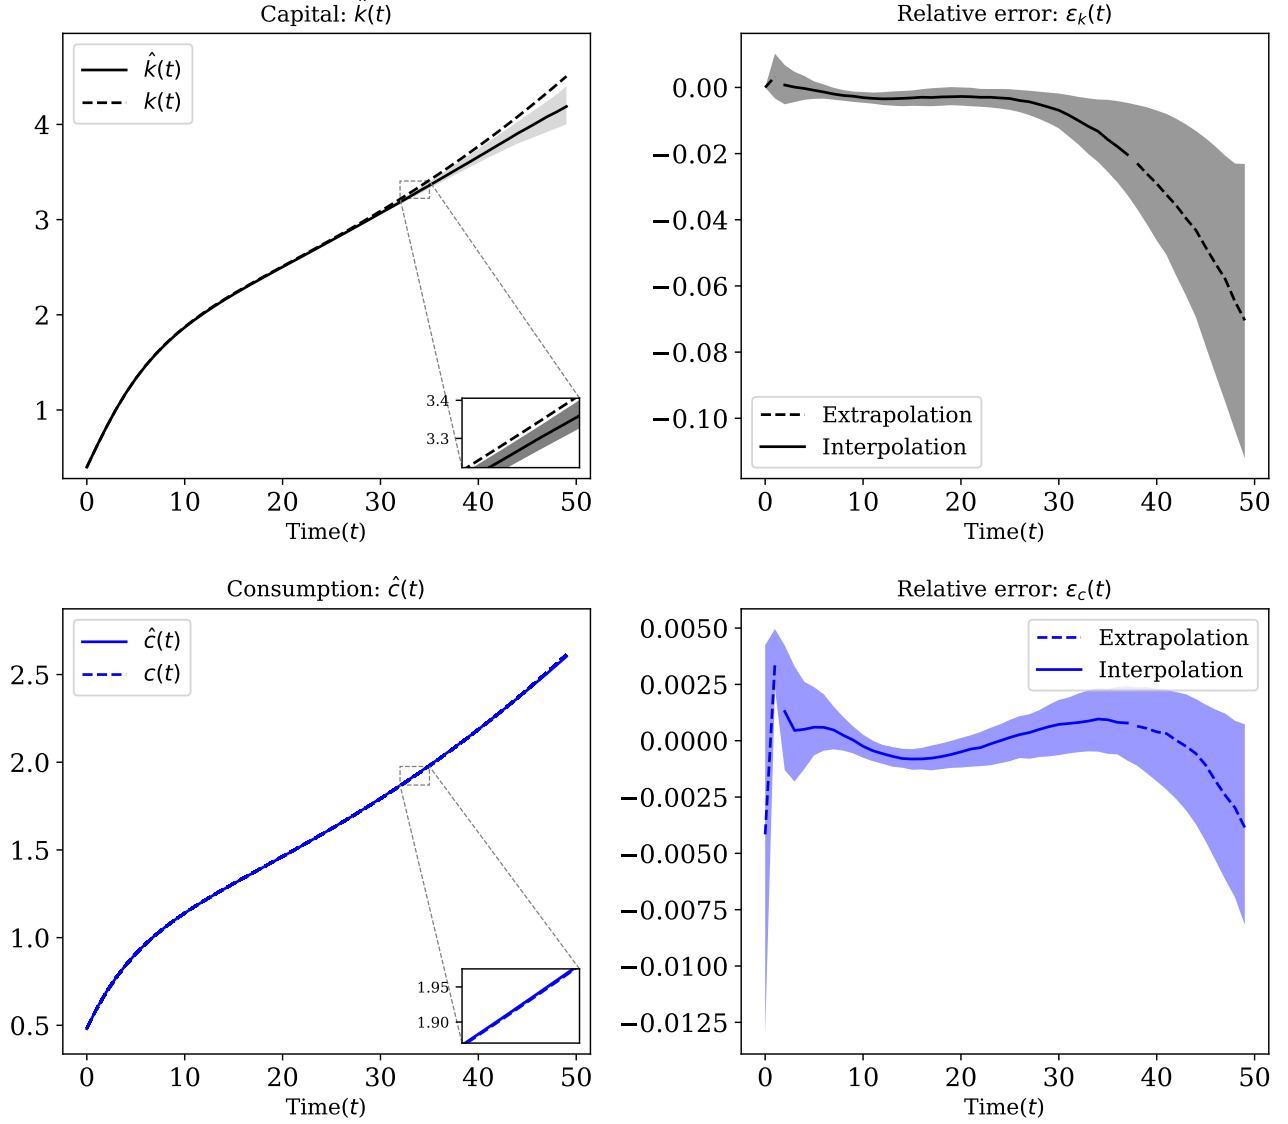 Capital: k̂(t)
k̂(t)
k(t)
4
3
2
1
3.4
3.3
0 10 20 30 40 50
Time(t)
Relative error: εk(t)
0.00
−0.02
−0.04
−0.06
−0.08
−0.10
Extrapolation
Interpolation
0 10 20 30 40 50
Time(t)
Consumption: ĉ(t)
ĉ(t)
c(t)
2.5
2.0
1.5
1.0
0.5
1.95
1.90
0 10 20 30 40 50
Time(t)
Relative error: εc(t)
0.0050
0.0025
0.0000
−0.0025
−0.0050
−0.0075
−0.0100
−0.0125
Extrapolation
Interpolation
0 10 20 30 40 50
Time(t)